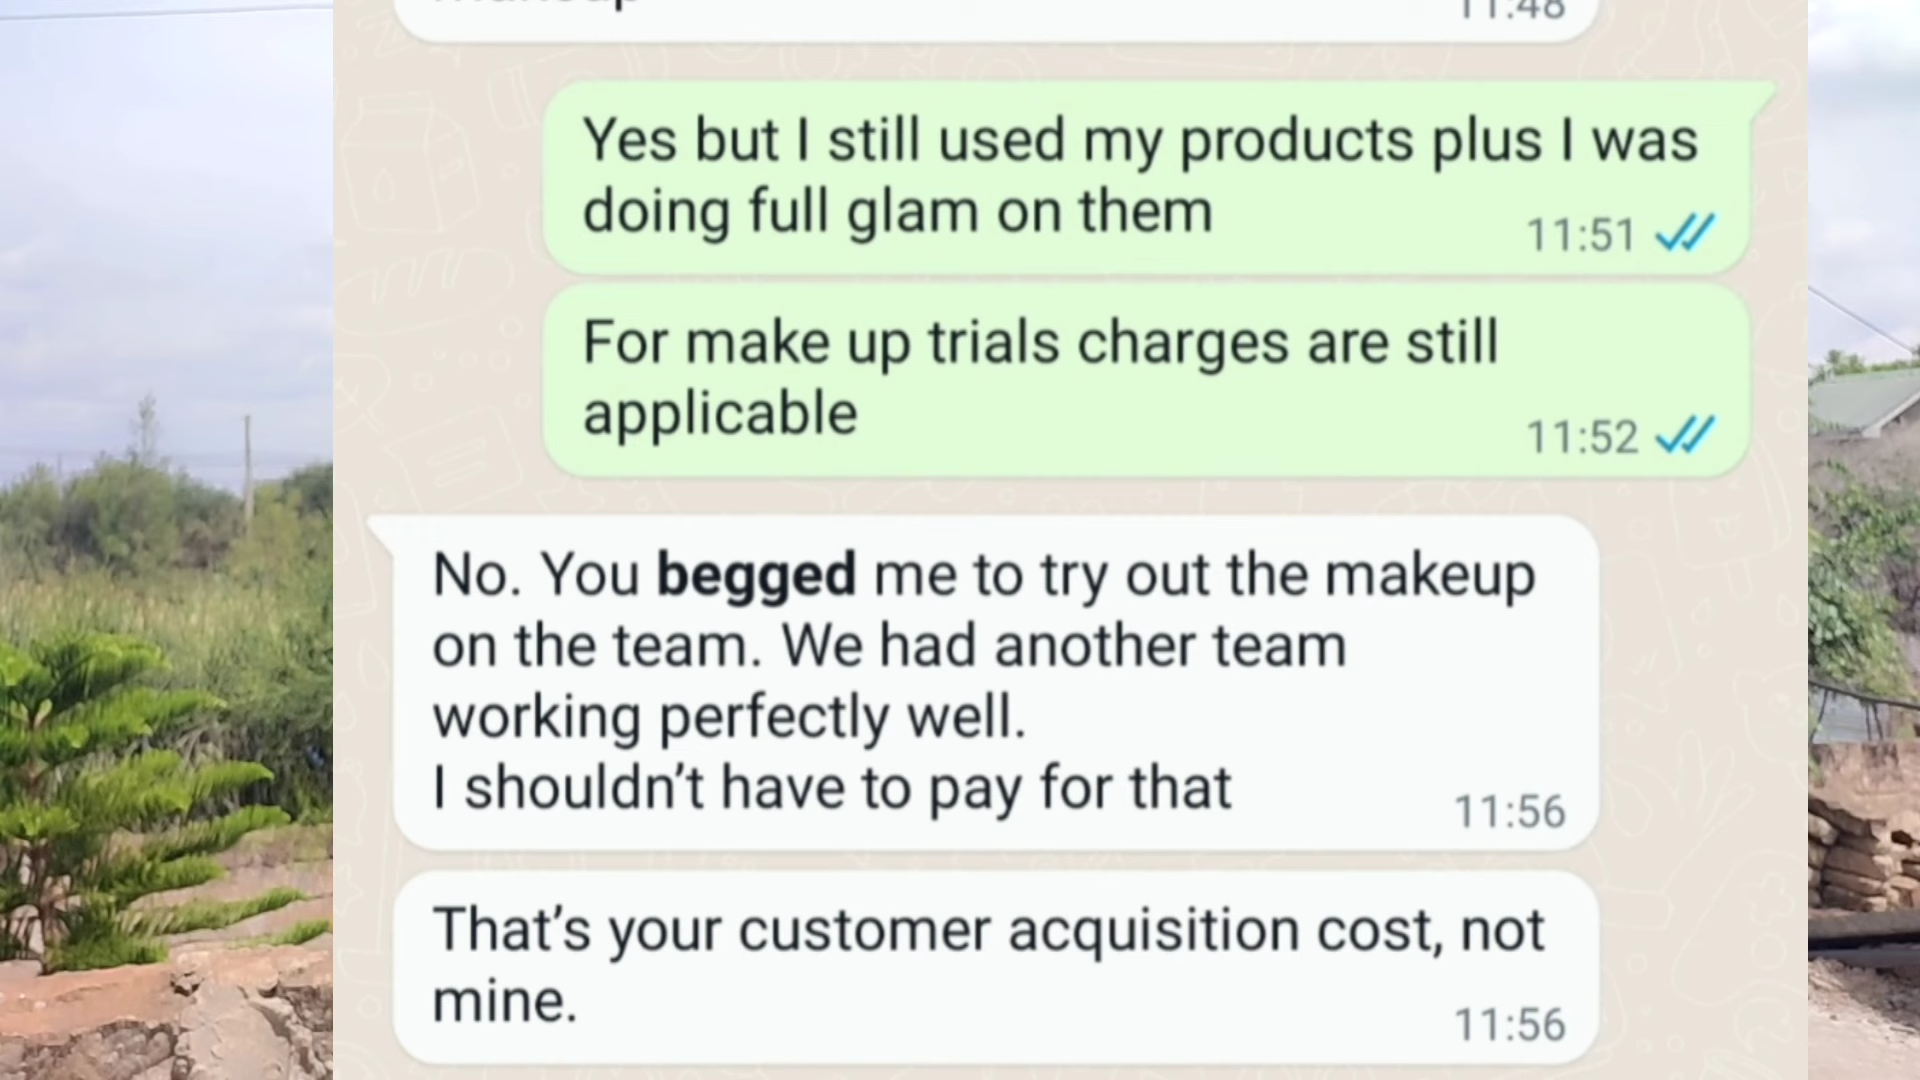 11:48
Yes but I still used my products plus I was
doing full glam on them
11:51
For make up trials charges are still
applicable
11:52
No. You begged me to try out the makeup
on the team. We had another team
working perfectly well.
I shouldn't have to pay for that
11:56
That's your customer acquisition cost, not
mine.
11:56